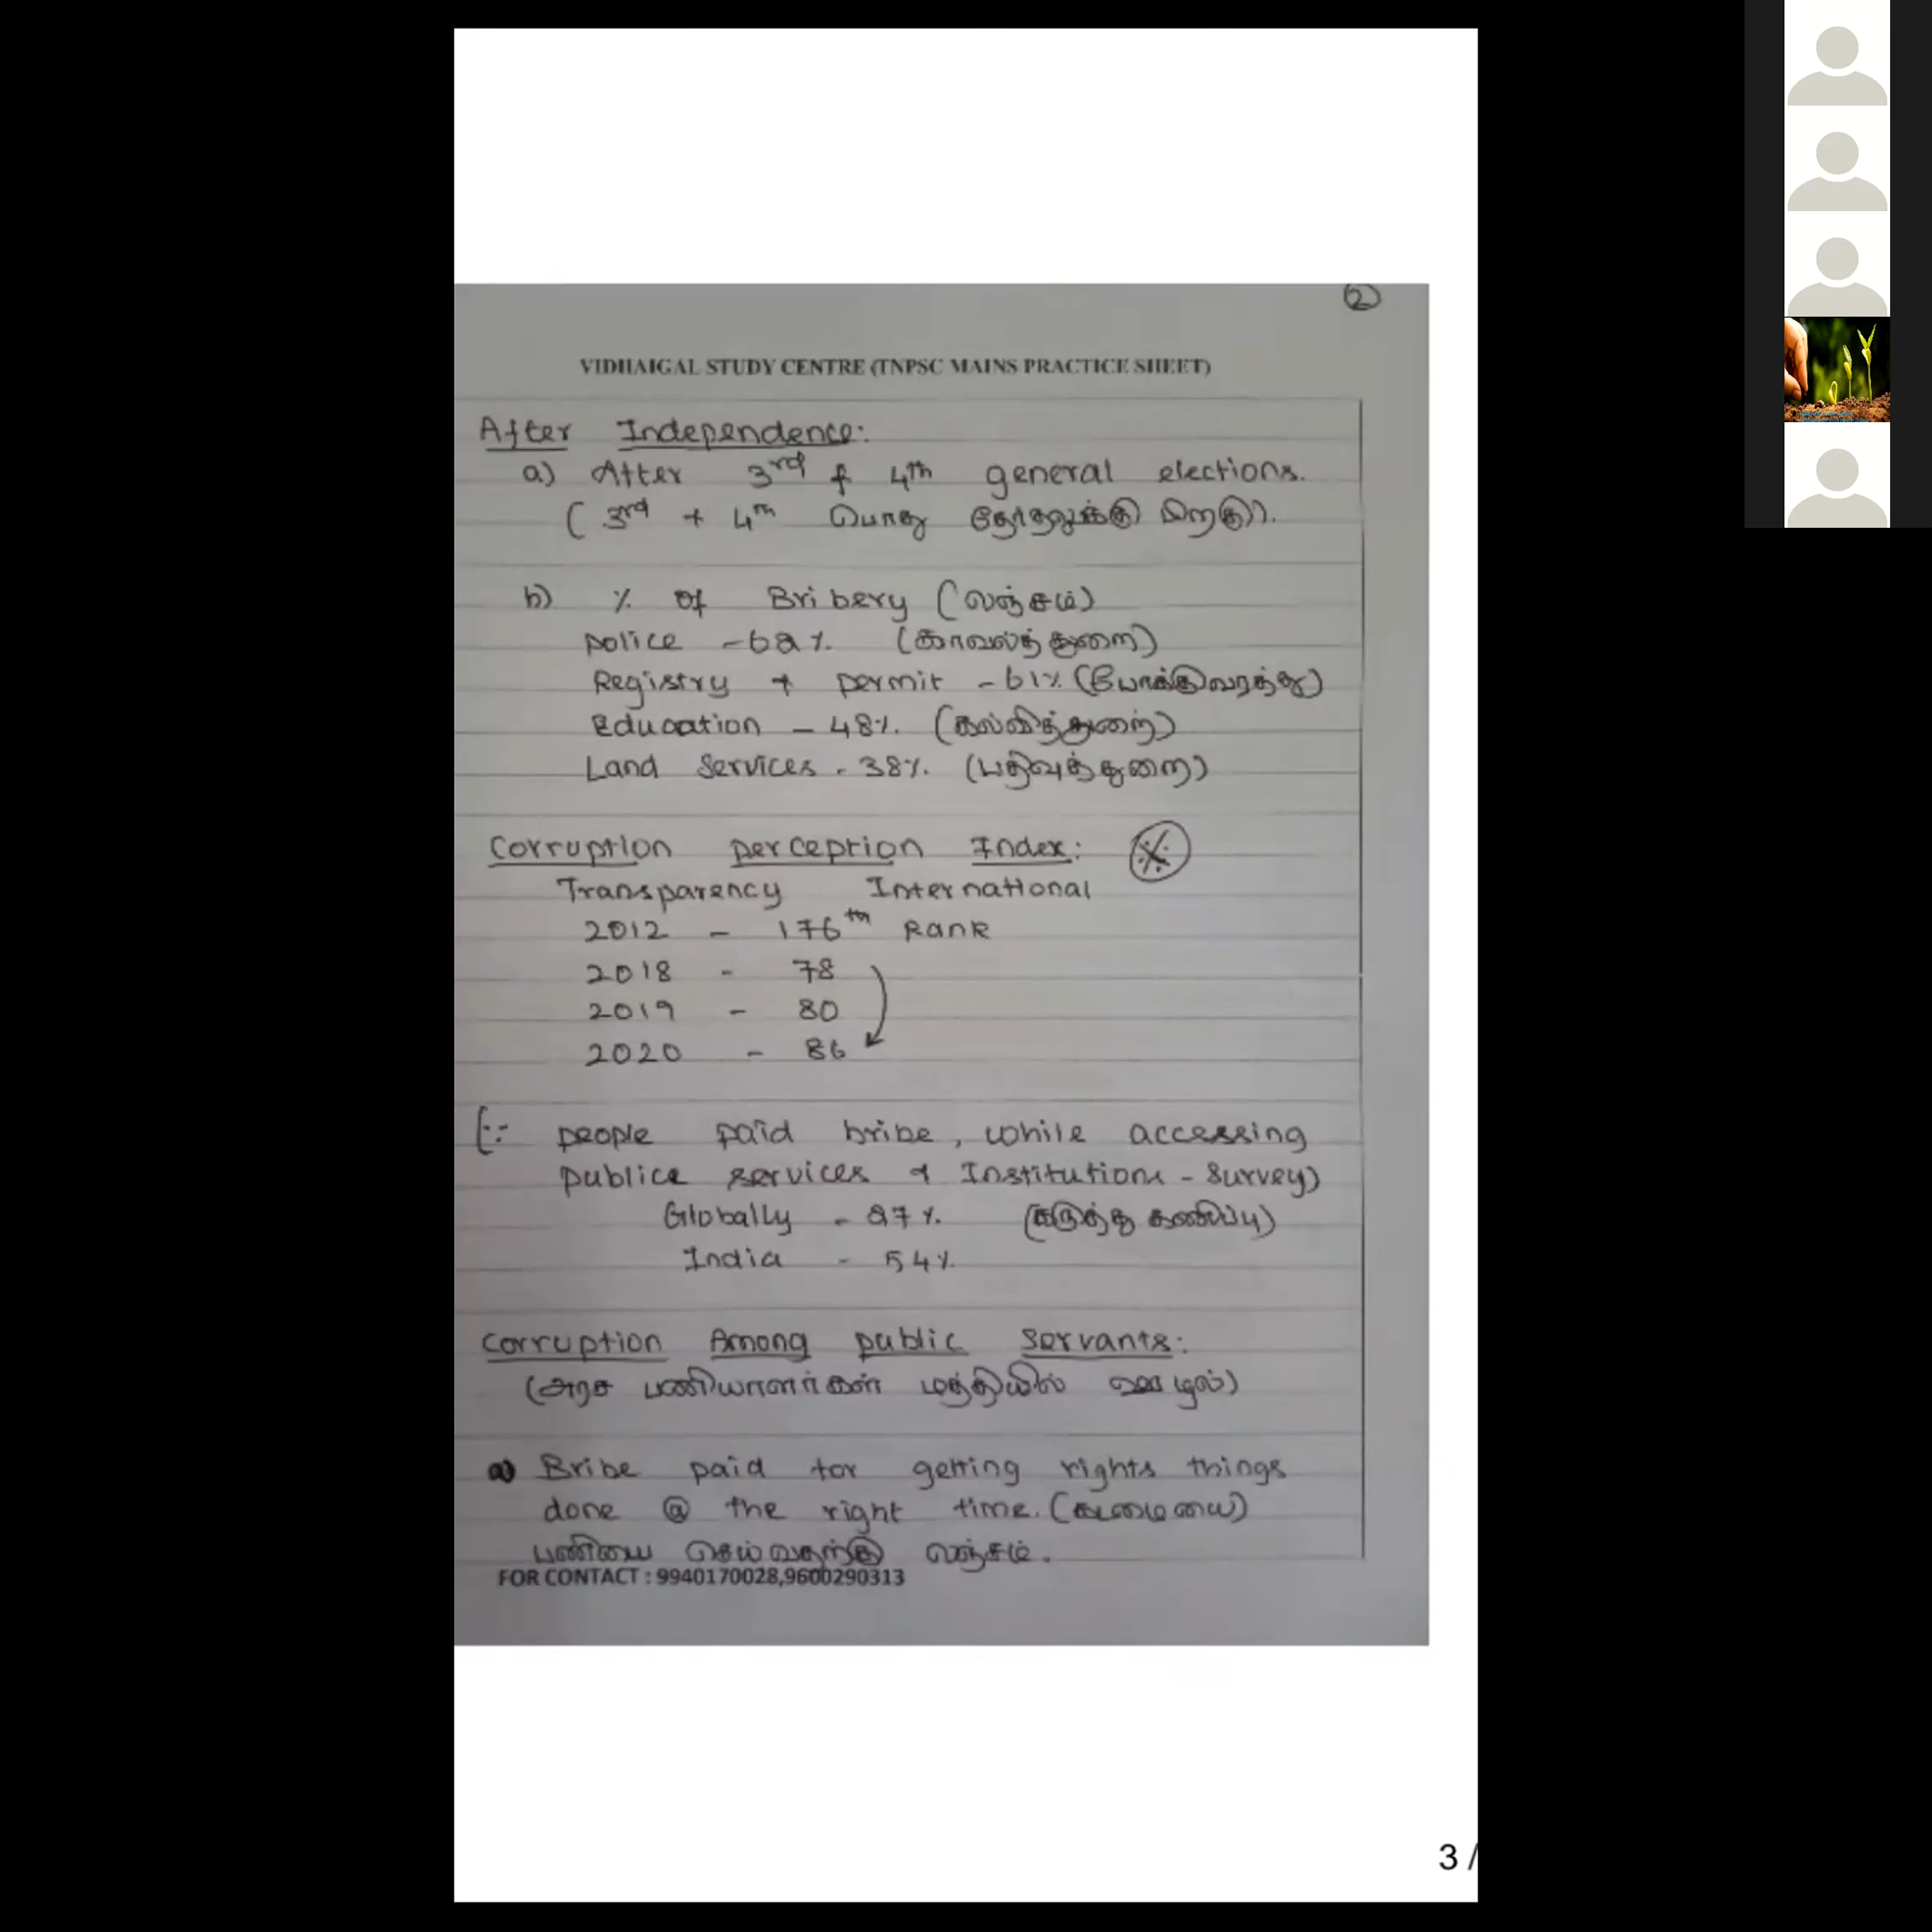 2
VIDHAIGAL STUDY CENTRE (TNPSC MAINS PRACTICE SHEET)
After Independence:
a) After 3rd & 4th general elections.
( 3rd + 4th பொது தேர்தலுக்கு பிறகு).
b) % of Bribery (லஞ்சம்)
police - 62%. (காவலத்துறை)
Registry + permit - 61% (போக்குவரத்து)
Education - 48%. (கல்வித்துறை)
Land Services - 38%. (பதிவுத்துறை)
Corruption perception Index:
Transparency International
2012 - 176th Rank
2018 - 78
2019 - 80
2020 - 86
(∵ people paid bribe, while accessing
publice services & Institutions - survey)
Globally - 27% (கருத்து கணிப்பு)
India - 54%
Corruption Among public Servants:
(அரசு பணியாளர்கள் மத்தியில் ஊழல்)
a) Bribe paid for getting rights things
done @ the right time. (கடமையை)
பணியை செய்வதற்கு லஞ்சம்.
FOR CONTACT : 9940170028,9600290313
3 /